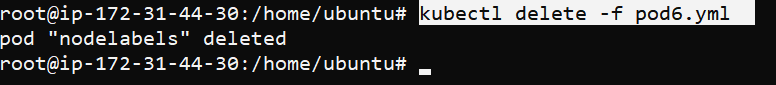 root@ip-172-31-44-30:/home/ubuntu# kubectl delete -f pod6.yml
pod "nodelabels" deleted
root@ip-172-31-44-30:/home/ubuntu#